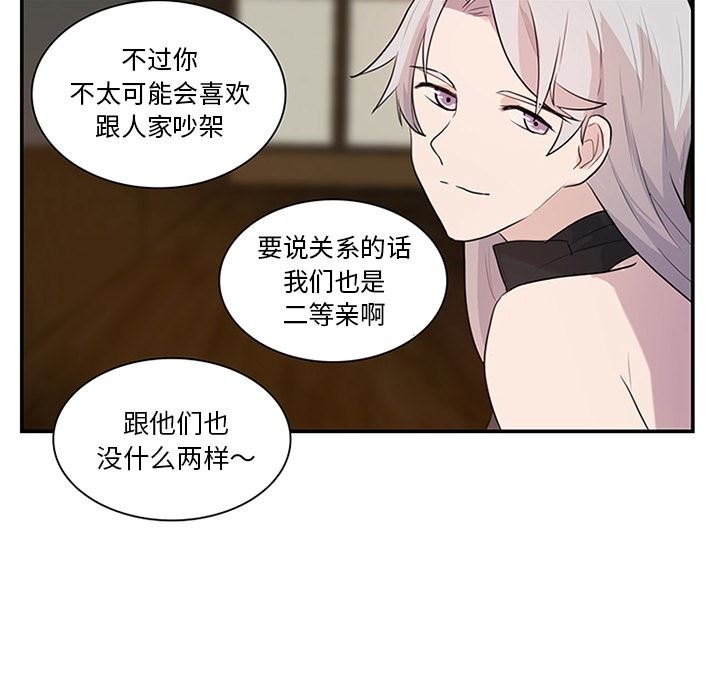 不过你
不太可能会喜欢
跟人家吵架
要说关系的话
我们也是
二等亲啊
跟他们也
没什么两样～